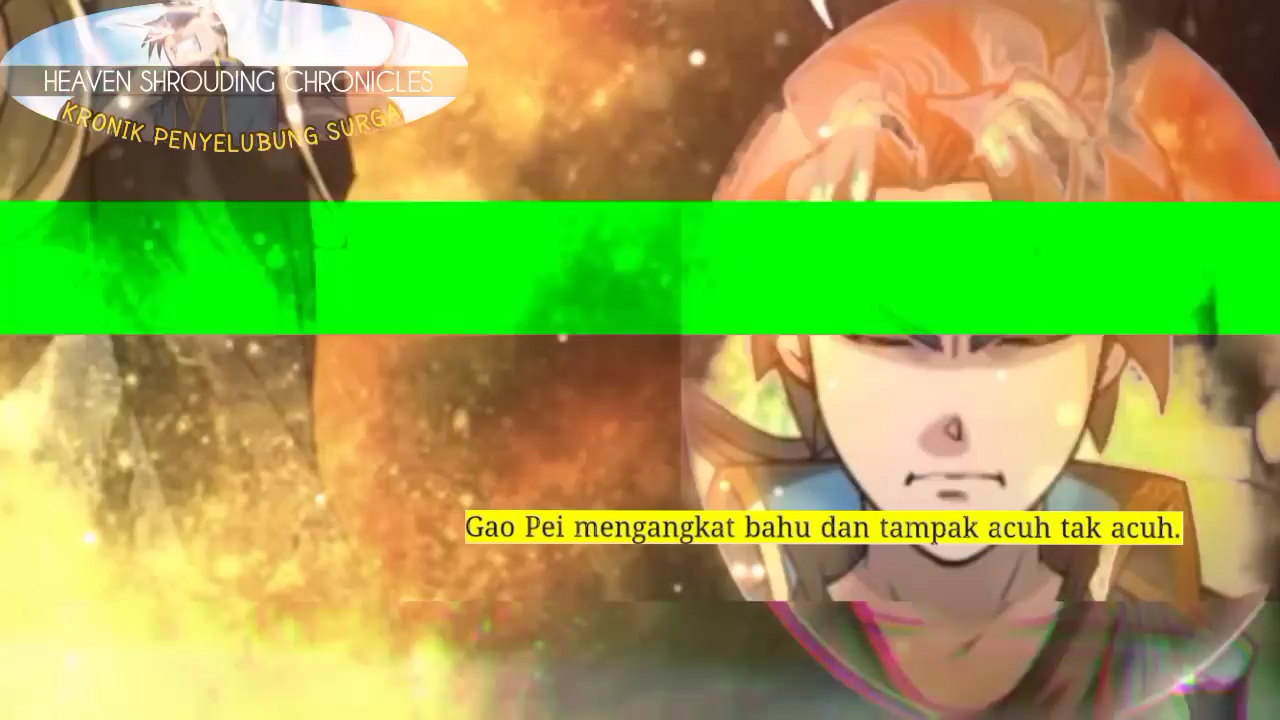 HEAVEN SHROUDING CHRONICLES
KRONIK PENYELUBUNG SURGA
Gao Pei mengangkat bahu dan tampak acuh tak acuh.